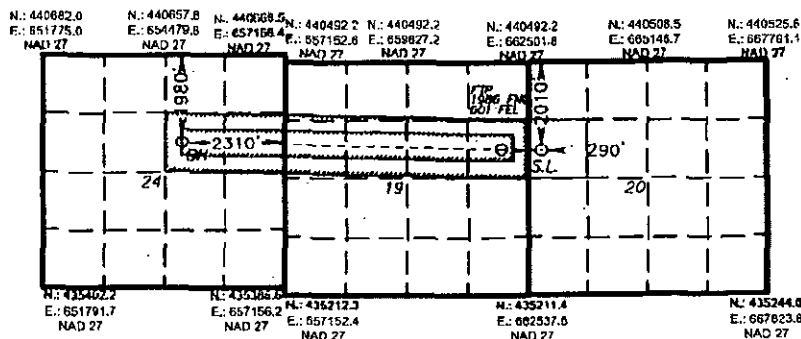 N.: 440682.0
E.: 651775.0
NAD 27
N.: 440657.8
E.: 654479.8
NAD 27
N.: 440668.5
E.: 657156.4
NAD 27
N.: 440492.2
E.: 657152.6
NAD 27
N.: 440492.2
E.: 659827.2
NAD 27
N.: 440492.2
E.: 662501.8
NAD 27
N.: 440508.5
E.: 665146.7
NAD 27
N.: 440525.6
E.: 667791.1
NAD 27
980'
2010'
FTP
1986 FNL
601 FEL
2310'
BH
290'
S.L.
24
19
20
N.: 435402.2
E.: 651791.7
NAD 27
N.: 435385.6
E.: 657156.2
NAD 27
N.: 435212.3
E.: 657152.4
NAD 27
N.: 435211.4
E.: 662537.6
NAD 27
N.: 435244.6
E.: 667823.8
NAD 27